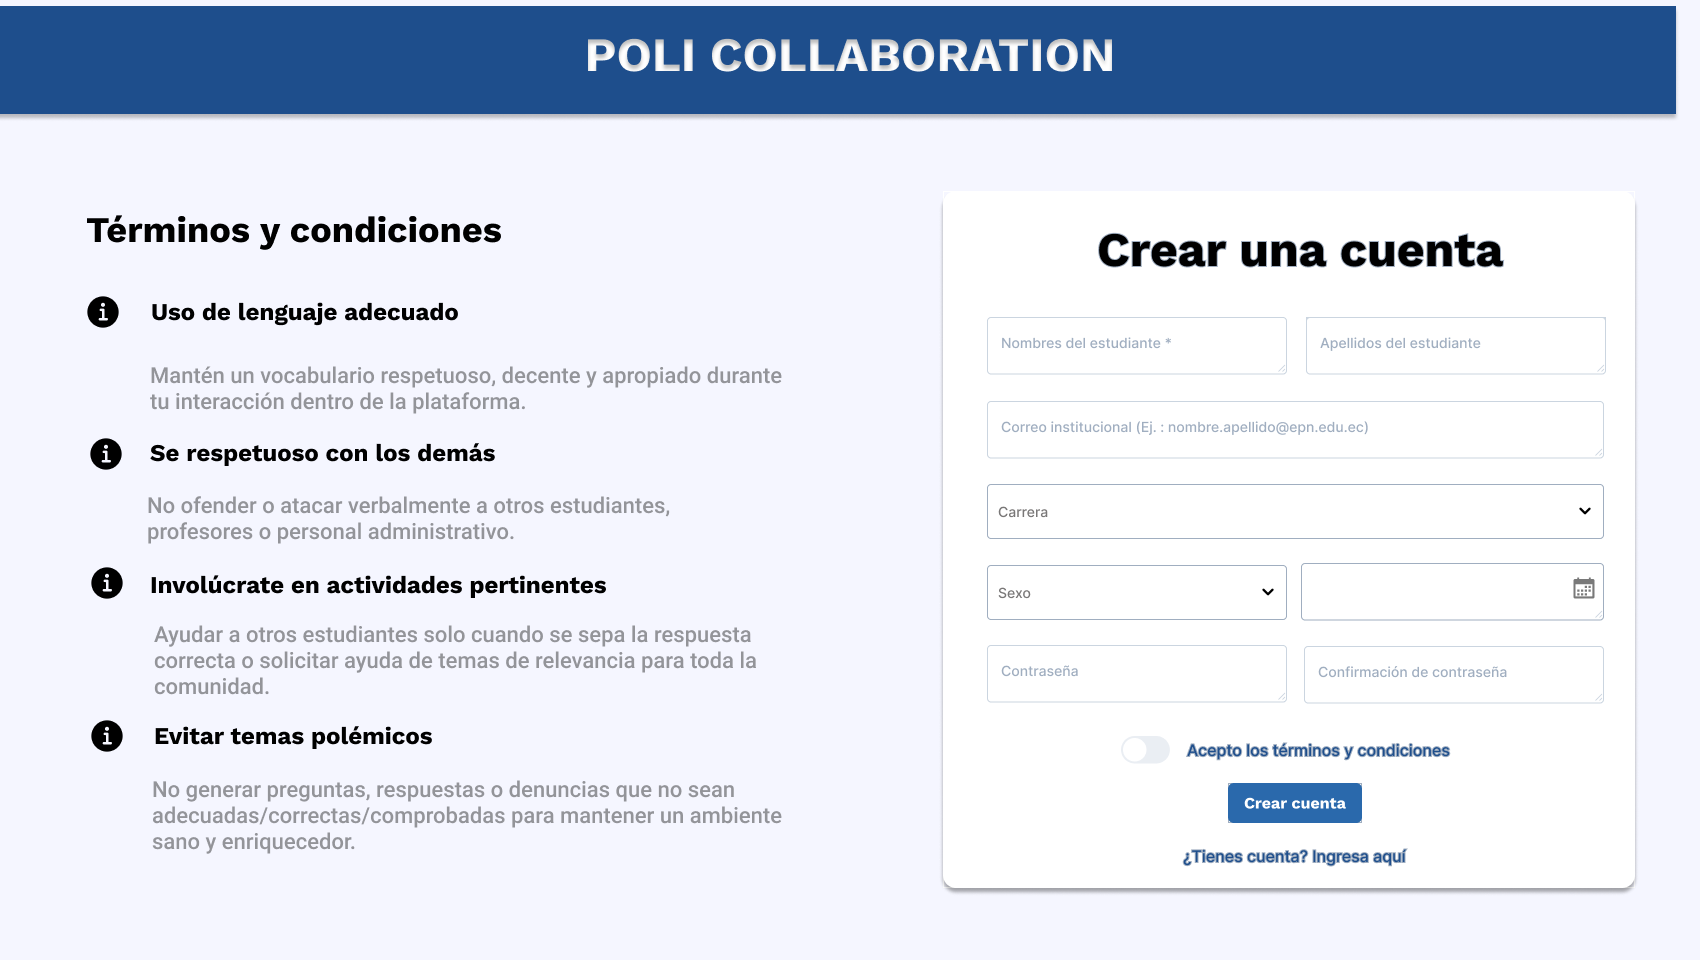 POLI COLLABORATION
Términos y condiciones
Uso de lenguaje adecuado
Mantén un vocabulario respetuoso, decente y apropiado durante
tu interacción dentro de la plataforma.
Se respetuoso con los demás
No ofender o atacar verbalmente a otros estudiantes,
profesores o personal administrativo.
Involúcrate en actividades pertinentes
Ayudar a otros estudiantes solo cuando se sepa la respuesta
correcta o solicitar ayuda de temas de relevancia para toda la
comunidad.
Evitar temas polémicos
No generar preguntas, respuestas o denuncias que no sean
adecuadas/correctas/comprobadas para mantener un ambiente
sano y enriquecedor.
Crear una cuenta
Nombres del estudiante *
Apellidos del estudiante
Correo institucional (Ej. : nombre.apellido@epn.edu.ec)
Carrera
Sexo
Contraseña
Confirmación de contraseña
Acepto los términos y condiciones
Crear cuenta
¿Tienes cuenta? Ingresa aquí